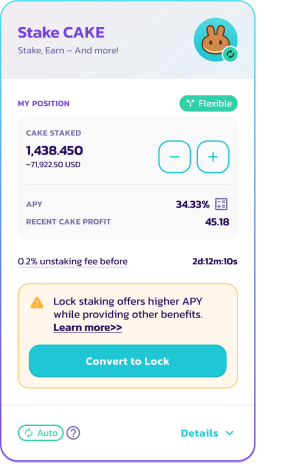 Stake CAKE
Stake, Earn – And more!
MY POSITION
Flexible
CAKE STAKED
1,438.450
~71,922.50 USD
APY
34.33%
RECENT CAKE PROFIT
45.18
0.2% unstaking fee before
2d:12m:10s
Lock staking offers higher APY
while providing other benefits.
Learn more>>
Convert to Lock
Auto
Details